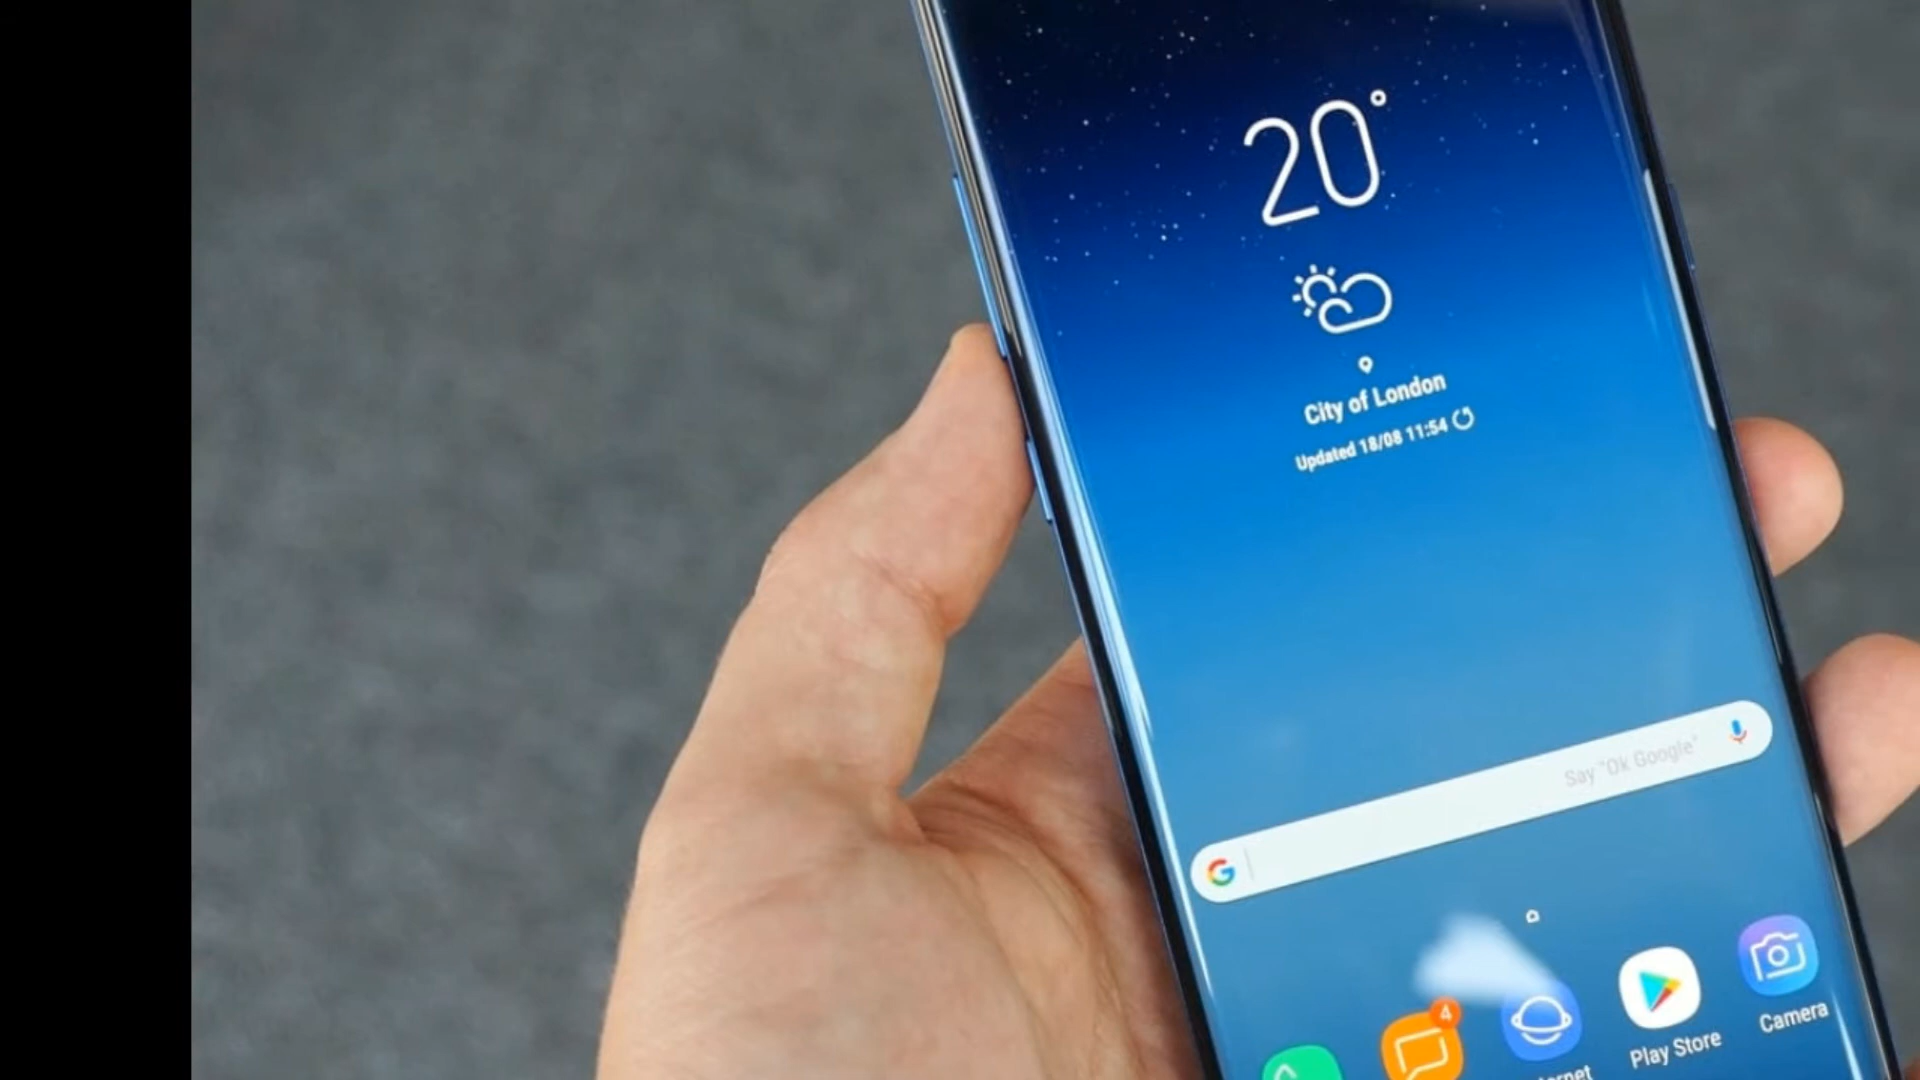 20°
City of London
Updated 18/08 11:54
Say "Ok Google"
4
Play Store
Camera